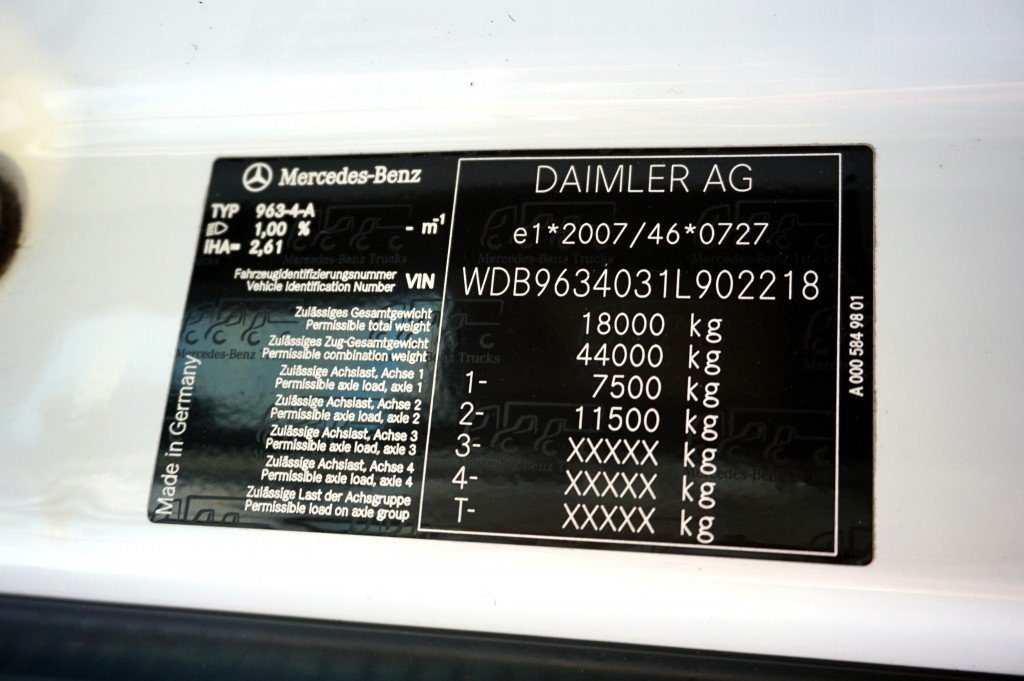 Mercedes-Benz
DAIMLER AG
TYP 963-4-A
1,00 % - m-1
IHA= 2,61
e1*2007/46*0727
Fahrzeugidentifizierungsnummer
Vehicle Identification Number VIN WDB9634031L902218
Zulässiges Gesamtgewicht
Permissible total weight 18000 kg
Zulässiges Zug-Gesamtgewicht
Permissible combination weight 44000 kg
Zulässige Achslast, Achse 1
Permissible axle load, axle 1 1- 7500 kg
Zulässige Achslast, Achse 2
Permissible axle load, axle 2 2- 11500 kg
Zulässige Achslast, Achse 3
Permissible axle load, axle 3 3- XXXXX kg
Zulässige Achslast, Achse 4
Permissible axle load, axle 4 4- XXXXX kg
Zulässige Last der Achsgruppe
Permissible load on axle group T- XXXXX kg
Made in Germany
A 000 584 98 01
Mercedes-Benz Trucks